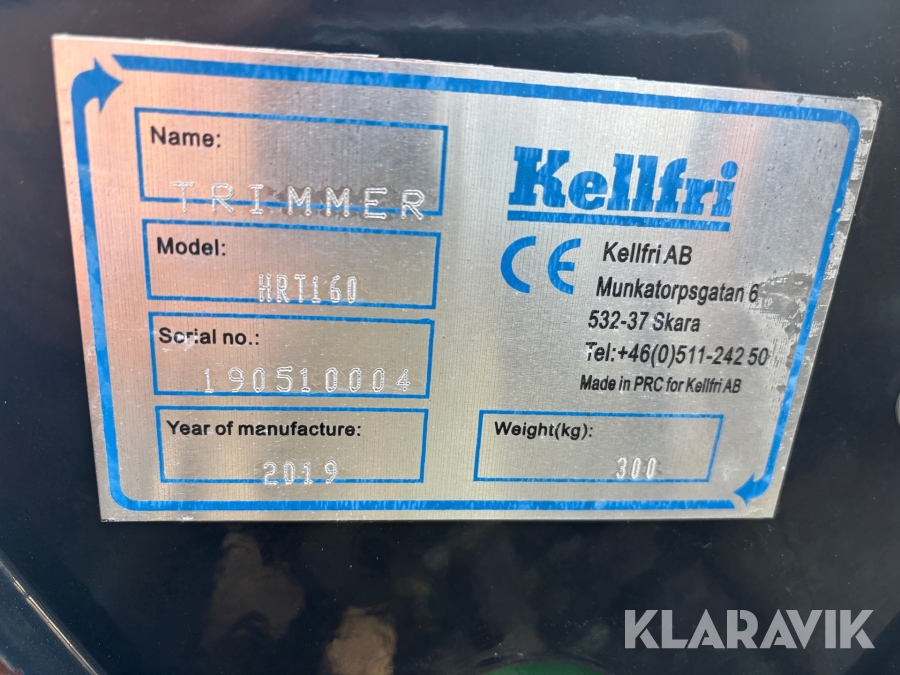 Name:
TRIMMER
Model:
HRT160
Serial no.:
190510004
Year of manufacture:
2019
Kellfri
CE
Kellfri AB
Munkatorpsgatan 6
532-37 Skara
Tel:+46(0)511-242 50
Made in PRC for Kellfri AB
Weight(kg):
300
KLARAVIK